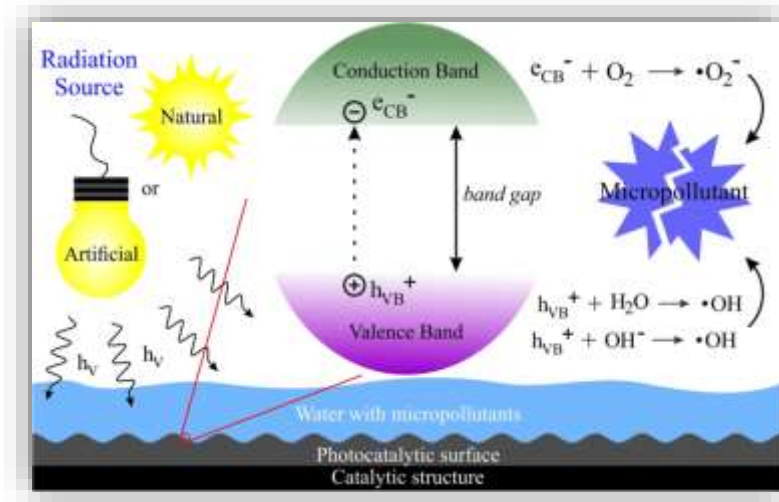 Radiation
Source
Natural
or
Artificial
hᵥ
hᵥ
Conduction Band
⊖ e_CB⁻
band gap
⊕ h_VB⁺
Valence Band
e_CB⁻ + O₂ → •O₂⁻
Micropollutant
h_VB⁺ + H₂O → •OH
h_VB⁺ + OH⁻ → •OH
Water with micropollutants
Photocatalytic surface
Catalytic structure